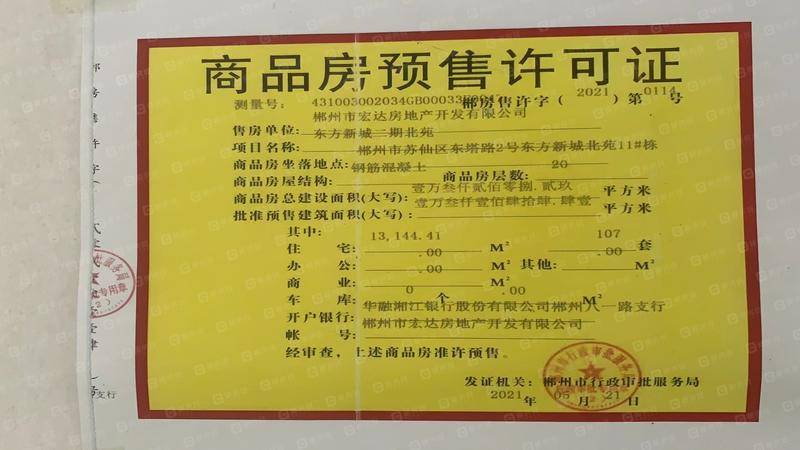 商品房预售许可证
测量号: 431003002034GB00033
郴房售许字( 2021 )第 0114 号
郴州市宏达房地产开发有限公司
售房单位:
东方新城二期北苑
项目名称:
郴州市苏仙区东塔路2号东方新城北苑11#栋
商品房坐落地点:
钢筋混凝土 20
商品房屋结构: 商品房层数:
壹万叁仟贰佰零捌.贰玖
商品房总建设面积(大写): 平方米
壹万叁仟壹佰肆拾肆.肆壹
批准预售建筑面积(大写): 平方米
其中:
13,144.41 107
住 宅: .00 M² .00 套
办 公: .00 M² 其他: M²
商 业: M²
0 .00
车 库: 个 M²
华融湘江银行股份有限公司郴州八一路支行
开户银行:
郴州市宏达房地产开发有限公司
帐 号:
经审查,上述商品房准许预售。
发证机关: 郴州市行政审批服务局
2021 年 05 月 21 日
支行